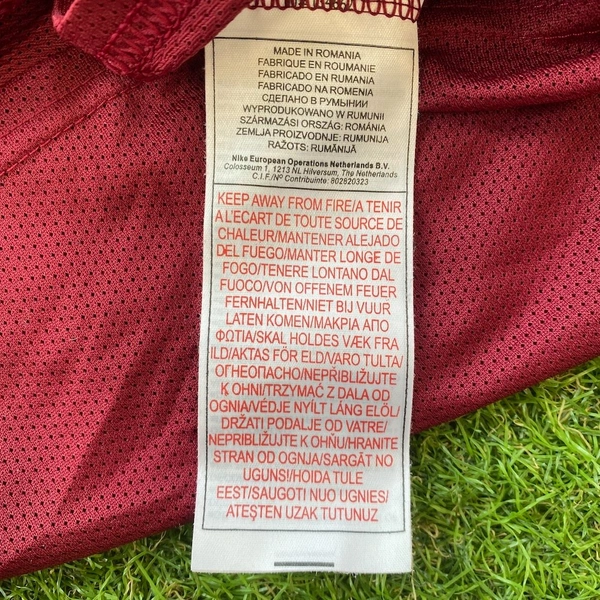 MADE IN ROMANIA
FABRIQUE EN ROUMANIE
FABRICADO EN RUMANIA
FABRICADO NA ROMENIA
СДЕЛАНО В РУМЫНИИ
WYPRODUKOWANO W RUMUNII
SZÁRMAZÁSI ORSZÁG: ROMÁNIA
ZEMLJA PROIZVODNJE: RUMUNIJA
RAŽOTS: RUMĀNIJĀ
Nike European Operations Netherlands B.V.
Colosseum 1, 1213 NL Hilversum, The Netherlands
C.I.F./Nº Contribuinte: 802820323
KEEP AWAY FROM FIRE/A TENIR
A L'ECART DE TOUTE SOURCE DE
CHALEUR/MANTENER ALEJADO
DEL FUEGO/MANTER LONGE DE
FOGO/TENERE LONTANO DAL
FUOCO/VON OFFENEM FEUER
FERNHALTEN/NIET BIJ VUUR
LATEN KOMEN/ΜΑΚΡΙΑ ΑΠΟ
ΦΩΤΙΑ/SKAL HOLDES VÆK FRA
ILD/AKTAS FÖR ELD/VARO TULTA/
ОГНЕОПАСНО/NEPŘIBLIŽUJTE
K OHNI/TRZYMAĆ Z DALA OD
OGNIA/VÉDJE NYÍLT LÁNG ELŐL/
DRŽATI PODALJE OD VATRE/
NEPRIBLIŽUJTE K OHŇU/HRANITE
STRAN OD OGNJA/SARGĀT NO
UGUNS!/HOIDA TULE
EEST/SAUGOTI NUO UGNIES/
ATEŞTEN UZAK TUTUNUZ